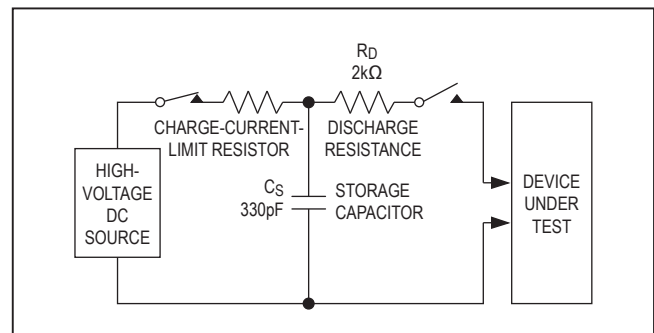 RD
2kΩ
CHARGE-CURRENT-
LIMIT RESISTOR
DISCHARGE
RESISTANCE
HIGH-
VOLTAGE
DC
SOURCE
CS
330pF
STORAGE
CAPACITOR
DEVICE
UNDER
TEST